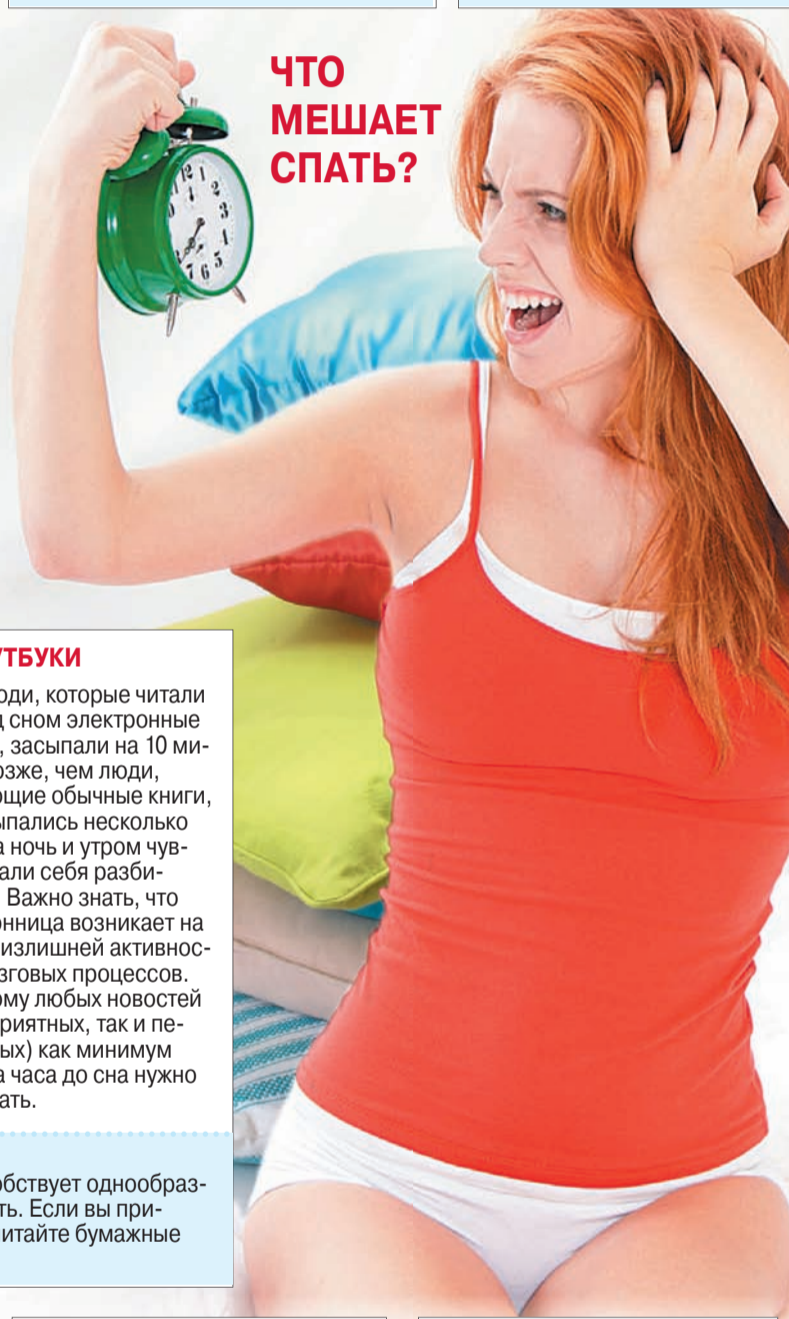 ЧТО
МЕШАЕТ
СПАТЬ?
УТБУКИ
юди, которые читали
д сном электронные
, засыпали на 10 ми-
озже, чем люди,
ющие обычные книги,
ыпались несколько
а ночь и утром чув-
али себя разби-
Важно знать, что
онница возникает на
излишней активнос-
зговых процессов.
ому любых новостей
риятных, так и пе-
ых) как минимум
а часа до сна нужно
ать.
обствует однообраз-
ть. Если вы при-
итайте бумажные